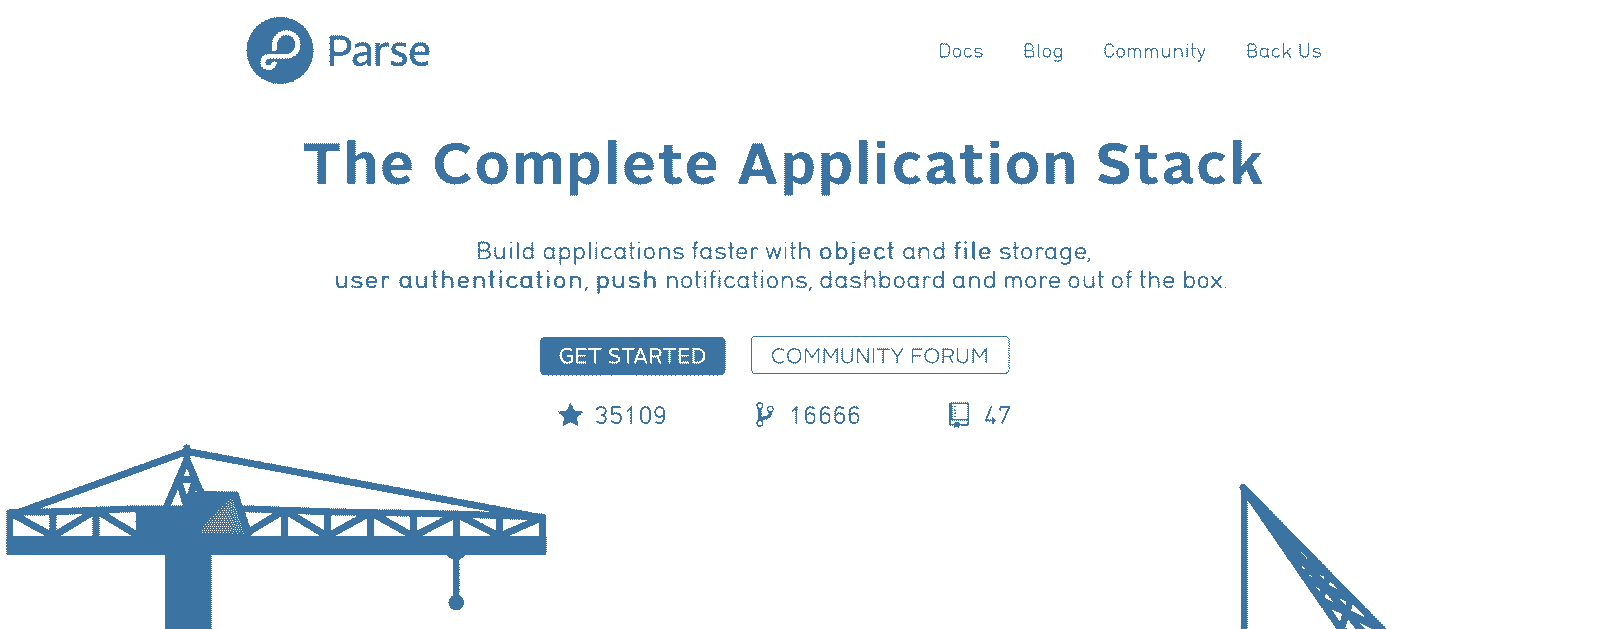 Parse
Docs Blog Community Back Us
The Complete Application Stack
Build applications faster with object and file storage,
user authentication, push notifications, dashboard and more out of the box.
GET STARTED COMMUNITY FORUM
35109 16666 47